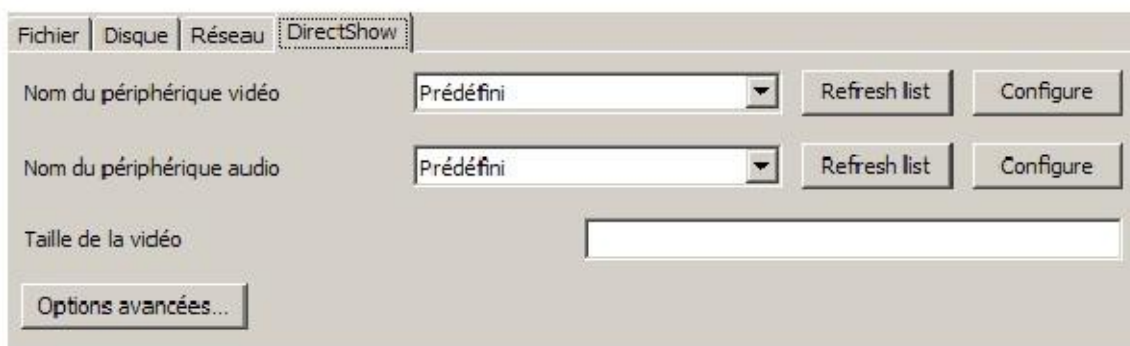 Fichier Disque Réseau DirectShow
Nom du périphérique vidéo Prédéfini Refresh list Configure
Nom du périphérique audio Prédéfini Refresh list Configure
Taille de la vidéo
Options avancées...